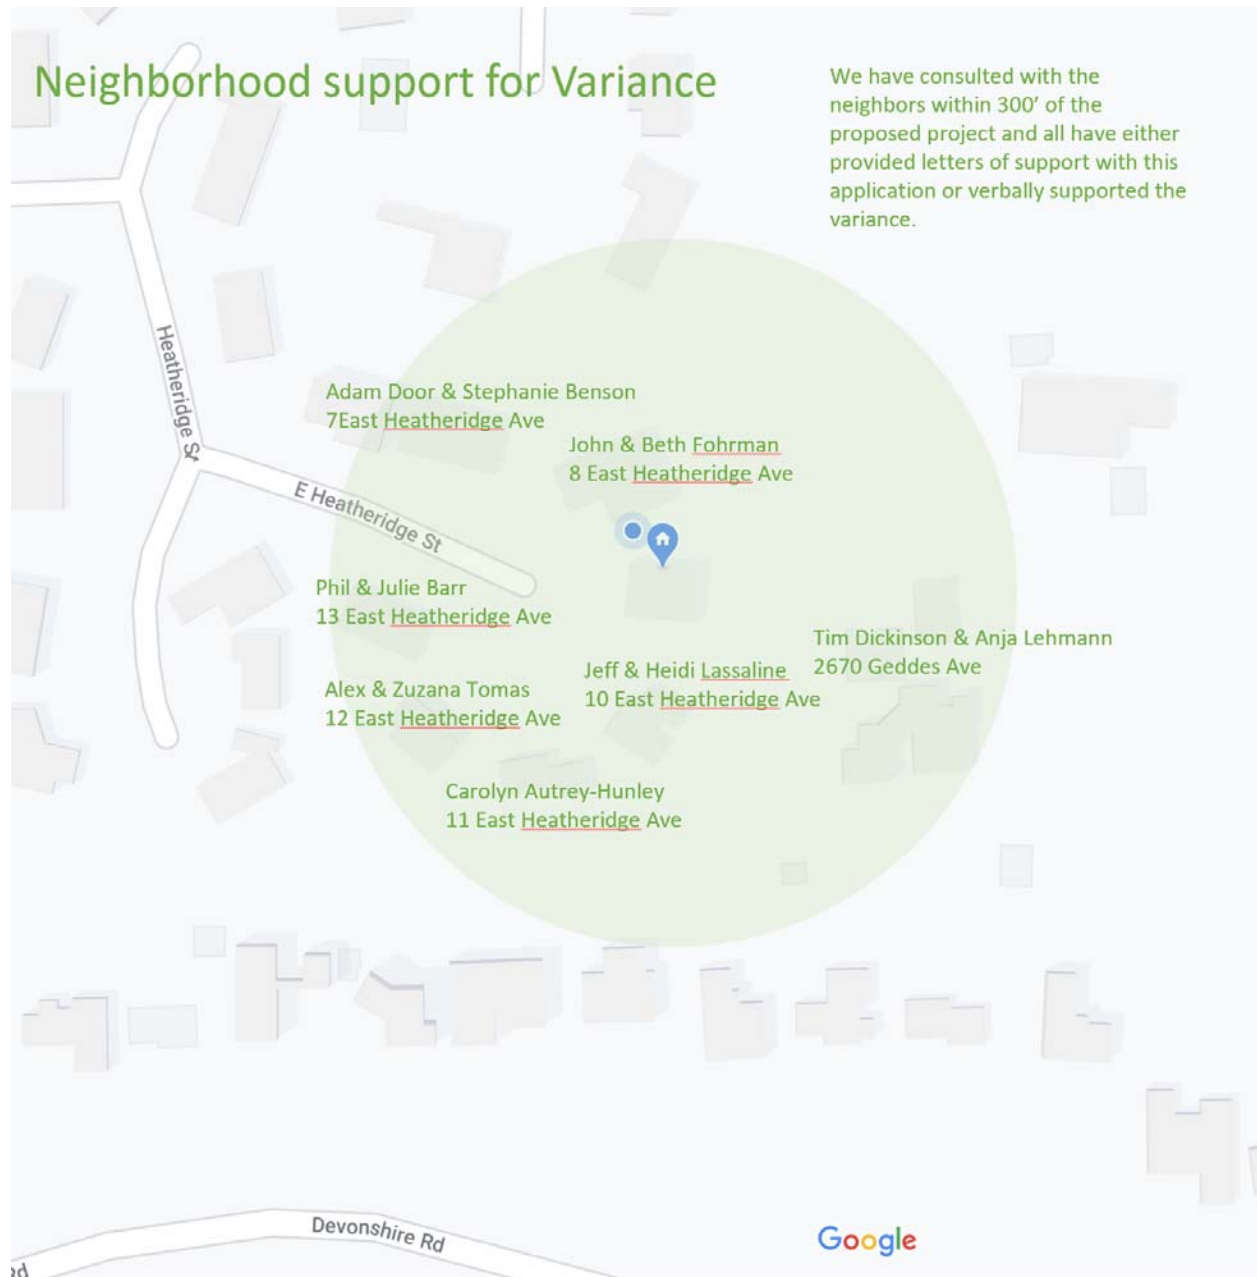 Neighborhood support for Variance
We have consulted with the
neighbors within 300' of the
proposed project and all have either
provided letters of support with this
application or verbally supported the
variance.
Heatheridge St
Adam Door & Stephanie Benson
7East Heatheridge Ave
John & Beth Fohrman
8 East Heatheridge Ave
E Heatheridge St
Phil & Julie Barr
13 East Heatheridge Ave
Tim Dickinson & Anja Lehmann
2670 Geddes Ave
Jeff & Heidi Lassaline
10 East Heatheridge Ave
Alex & Zuzana Tomas
12 East Heatheridge Ave
Carolyn Autrey-Hunley
11 East Heatheridge Ave
Devonshire Rd
Google
Rd